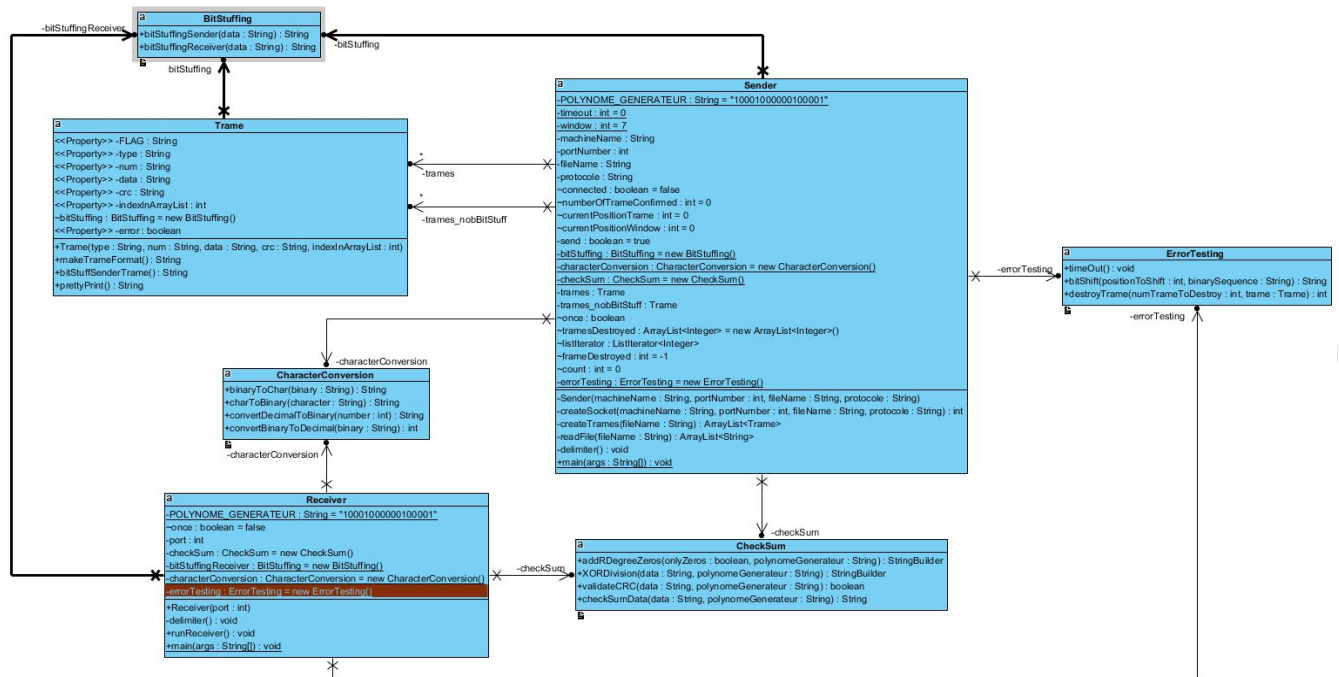 a
BitStuffing
+bitStuffingSender(data : String) : String
+bitStuffingReceiver(data : String) : String
-bitStuffingReceiver
-bitStuffing
bitStuffing
a
Trame
<<Property>> -FLAG : String
<<Property>> -type : String
<<Property>> -num : String
<<Property>> -data : String
<<Property>> -crc : String
<<Property>> -indexInArrayList : int
~bitStuffing : BitStuffing = new BitStuffing()
<<Property>> -error : boolean
+Trame(type : String, num : String, data : String, crc : String, indexInArrayList : int)
+makeTrameFormat() : String
+bitStuffSenderTrame() : String
+prettyPrint() : String
*
-trames
*
-trames_nobBitStuff
a
Sender
-POLYNOME_GENERATEUR : String = "10001000000100001"
-timeout : int = 0
-window : int = 7
-machineName : String
-portNumber : int
-fileName : String
-protocole : String
~connected : boolean = false
~numberOfTrameConfirmed : int = 0
~currentPositionTrame : int = 0
~currentPositionWindow : int = 0
-send : boolean = true
-bitStuffing : BitStuffing = new BitStuffing()
-characterConversion : CharacterConversion = new CharacterConversion()
-checkSum : CheckSum = new CheckSum()
-trames : Trame
-trames_nobBitStuff : Trame
~once : boolean
~tramesDestroyed : ArrayList<Integer> = new ArrayList<Integer>()
~listIterator : ListIterator<Integer>
~frameDestroyed : int = -1
~count : int = 0
-errorTesting : ErrorTesting = new ErrorTesting()
-Sender(machineName : String, portNumber : int, fileName : String, protocole : String)
-createSocket(machineName : String, portNumber : int, fileName : String, protocole : String) : int
-createTrames(fileName : String) : ArrayList<Trame>
-readFile(fileName : String) : ArrayList<String>
-delimiter() : void
+main(args : String[]) : void
-errorTesting
a
ErrorTesting
+timeOut() : void
+bitShift(positionToShift : int, binarySequence : String) : String
+destroyTrame(numTrameToDestroy : int, trame : Trame) : int
-errorTesting
-characterConversion
a
CharacterConversion
+binaryToChar(binary : String) : String
+charToBinary(character : String) : String
+convertDecimalToBinary(number : int) : String
+convertBinaryToDecimal(binary : String) : int
-characterConversion
a
Receiver
-POLYNOME_GENERATEUR : String = "10001000000100001"
~once : boolean = false
-port : int
-checkSum : CheckSum = new CheckSum()
-bitStuffingReceiver : BitStuffing = new BitStuffing()
-characterConversion : CharacterConversion = new CharacterConversion()
-errorTesting : ErrorTesting = new ErrorTesting()
+Receiver(port : int)
-delimiter() : void
+runReceiver() : void
+main(args : String[]) : void
-checkSum
-checkSum
a
CheckSum
+addRDegreeZeros(onlyZeros : boolean, polynomeGenerateur : String) : StringBuilder
+XORDivision(data : String, polynomeGenerateur : String) : StringBuilder
+validateCRC(data : String, polynomeGenerateur : String) : boolean
+checkSumData(data : String, polynomeGenerateur : String) : String